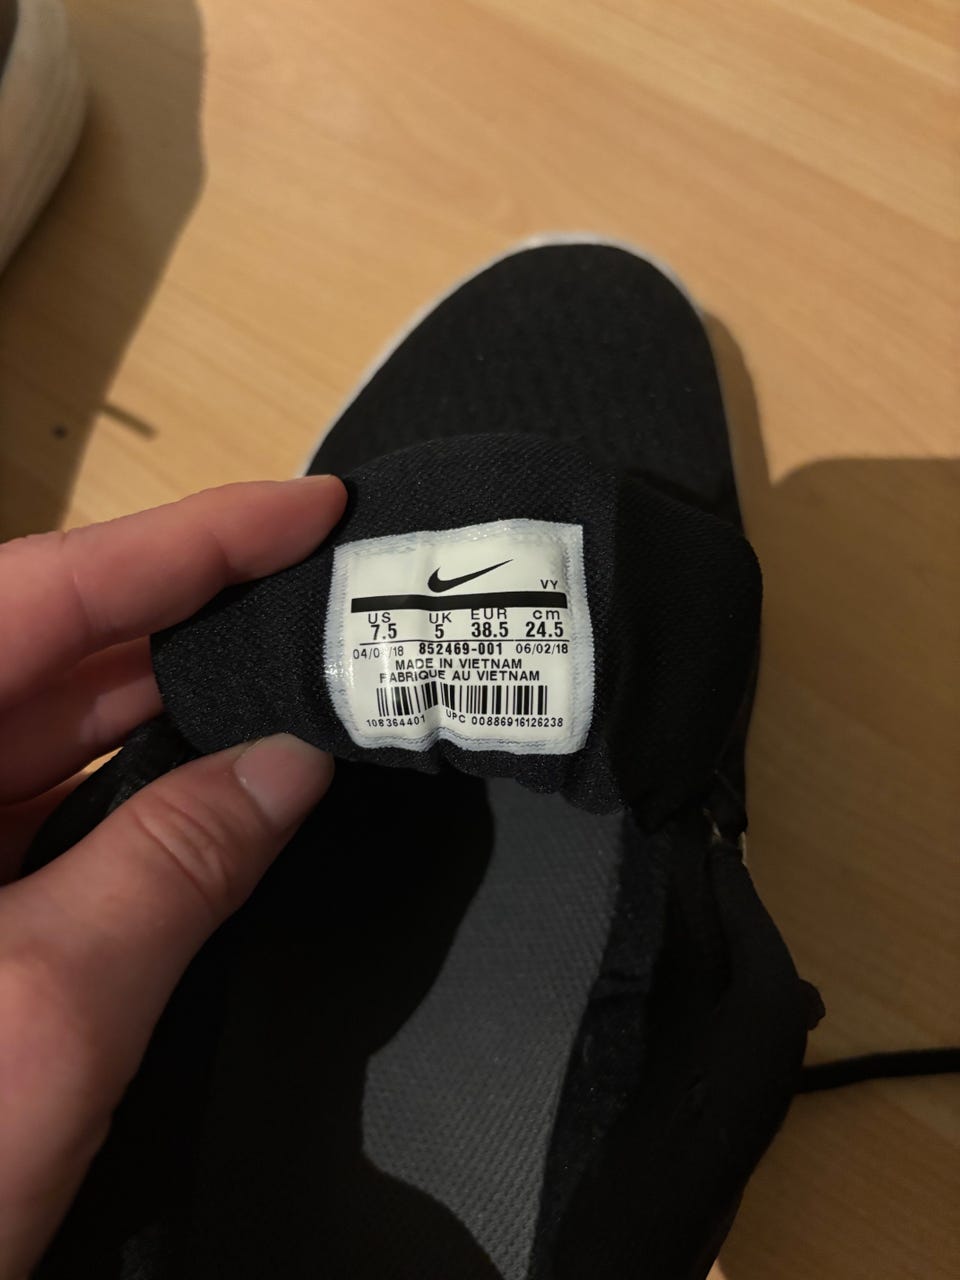 VY
US UK EUR cm
7.5 5 38.5 24.5
852469-001 06/02/18
MADE IN VIETNAM
FABRIQUE AU VIETNAM
108364401 UPC 00886916126238